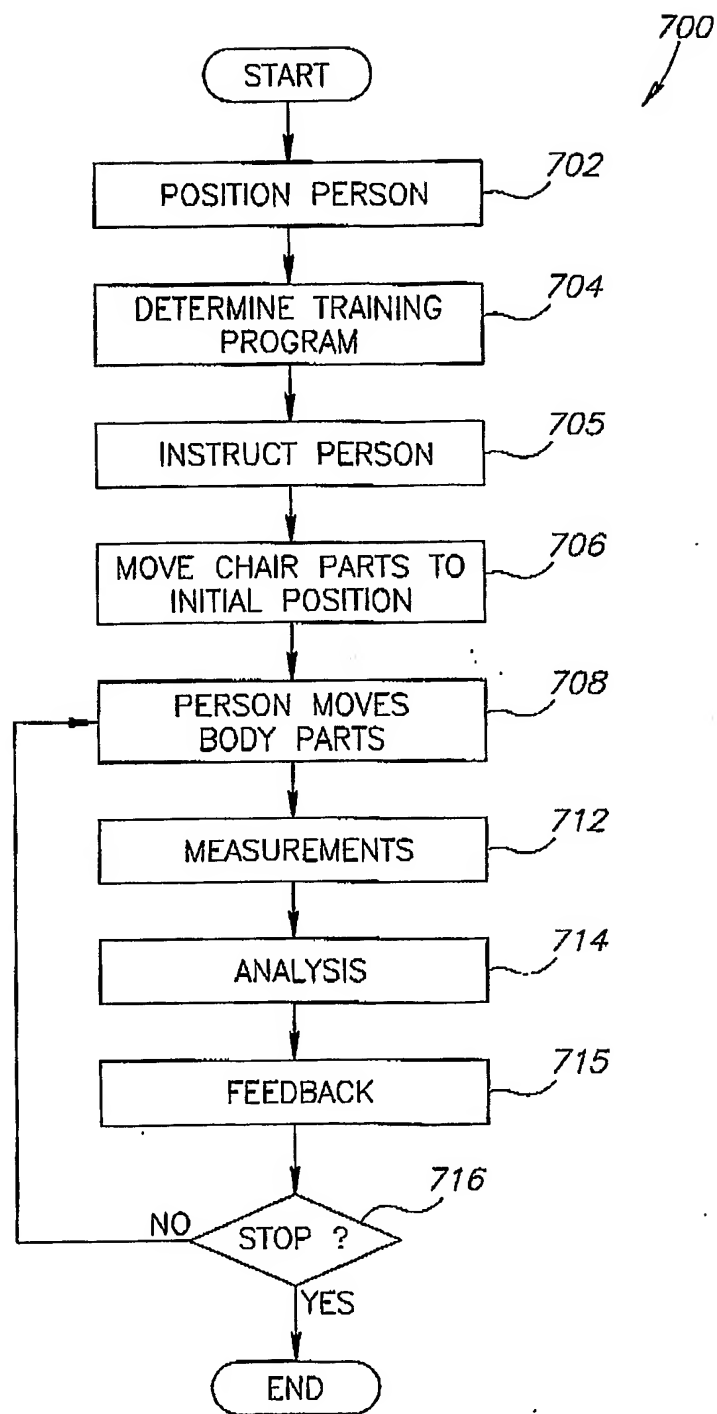 700
START
POSITION PERSON
702
DETERMINE TRAINING
PROGRAM
704
INSTRUCT PERSON
705
MOVE CHAIR PARTS TO
INITIAL POSITION
706
PERSON MOVES
BODY PARTS
708
MEASUREMENTS
712
ANALYSIS
714
FEEDBACK
715
STOP ?
716
NO
YES
END